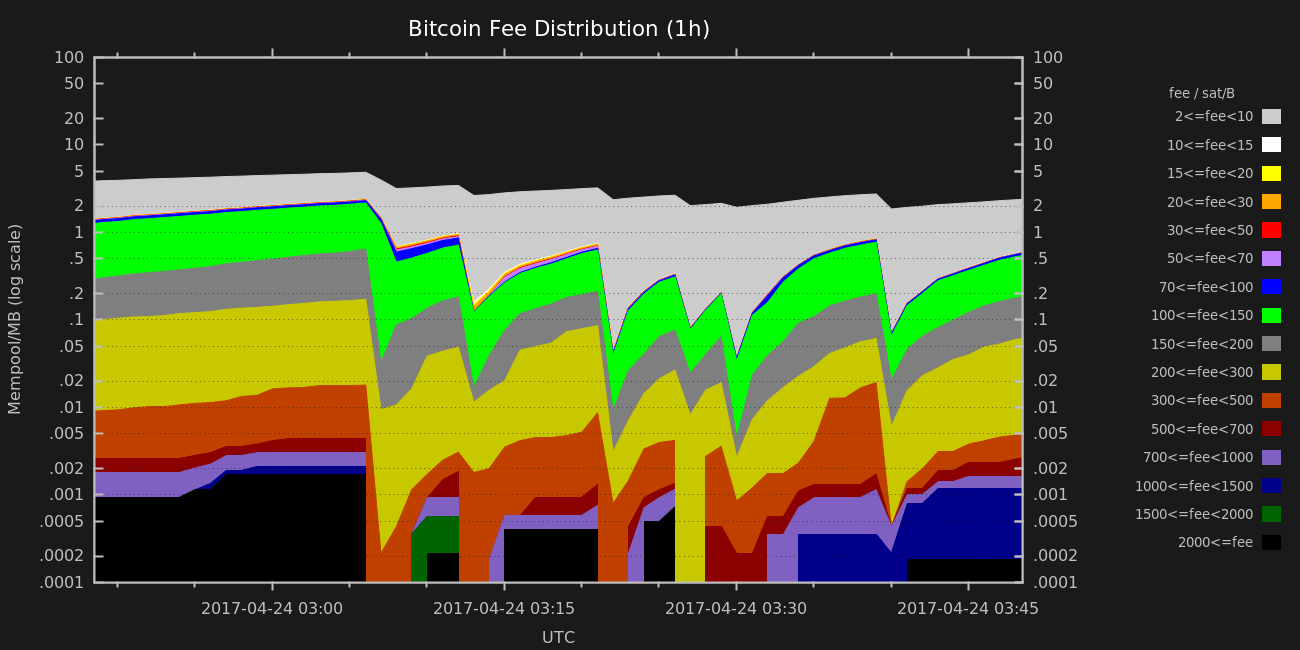 Bitcoin Fee Distribution (1h)
Mempool/MB (log scale)
100
50
20
10
5
2
1
.5
.2
.1
.05
.02
.01
.005
.002
.001
.0005
.0002
.0001
100
50
20
10
5
2
1
.5
.2
.1
.05
.02
.01
.005
.002
.001
.0005
.0002
.0001
2017-04-24 03:00
2017-04-24 03:15
2017-04-24 03:30
2017-04-24 03:45
UTC
fee / sat/B
2<=fee<10
10<=fee<15
15<=fee<20
20<=fee<30
30<=fee<50
50<=fee<70
70<=fee<100
100<=fee<150
150<=fee<200
200<=fee<300
300<=fee<500
500<=fee<700
700<=fee<1000
1000<=fee<1500
1500<=fee<2000
2000<=fee